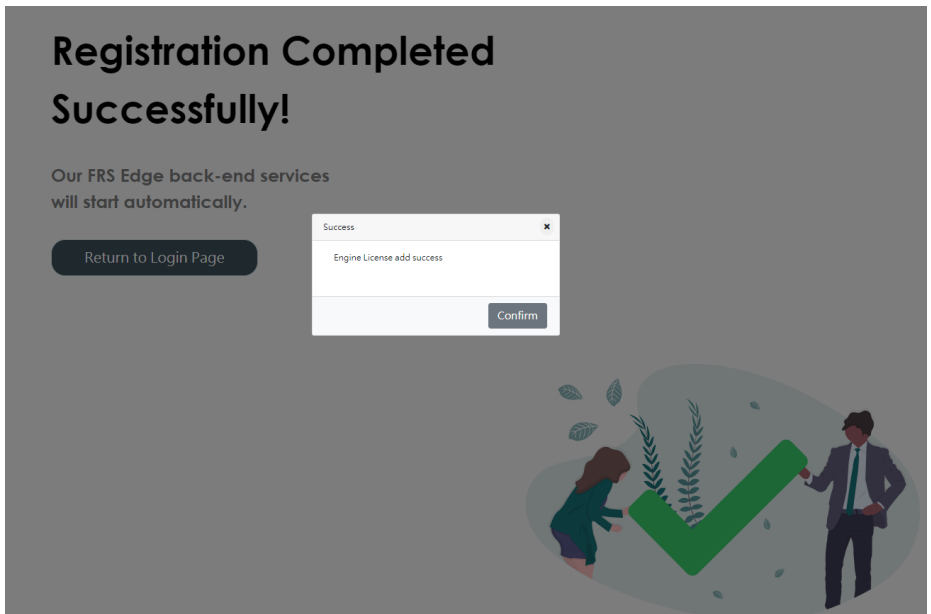 Registration Completed
Successfully!
Our FRS Edge back-end services
will start automatically.
Return to Login Page
Success
Engine License add success
Confirm